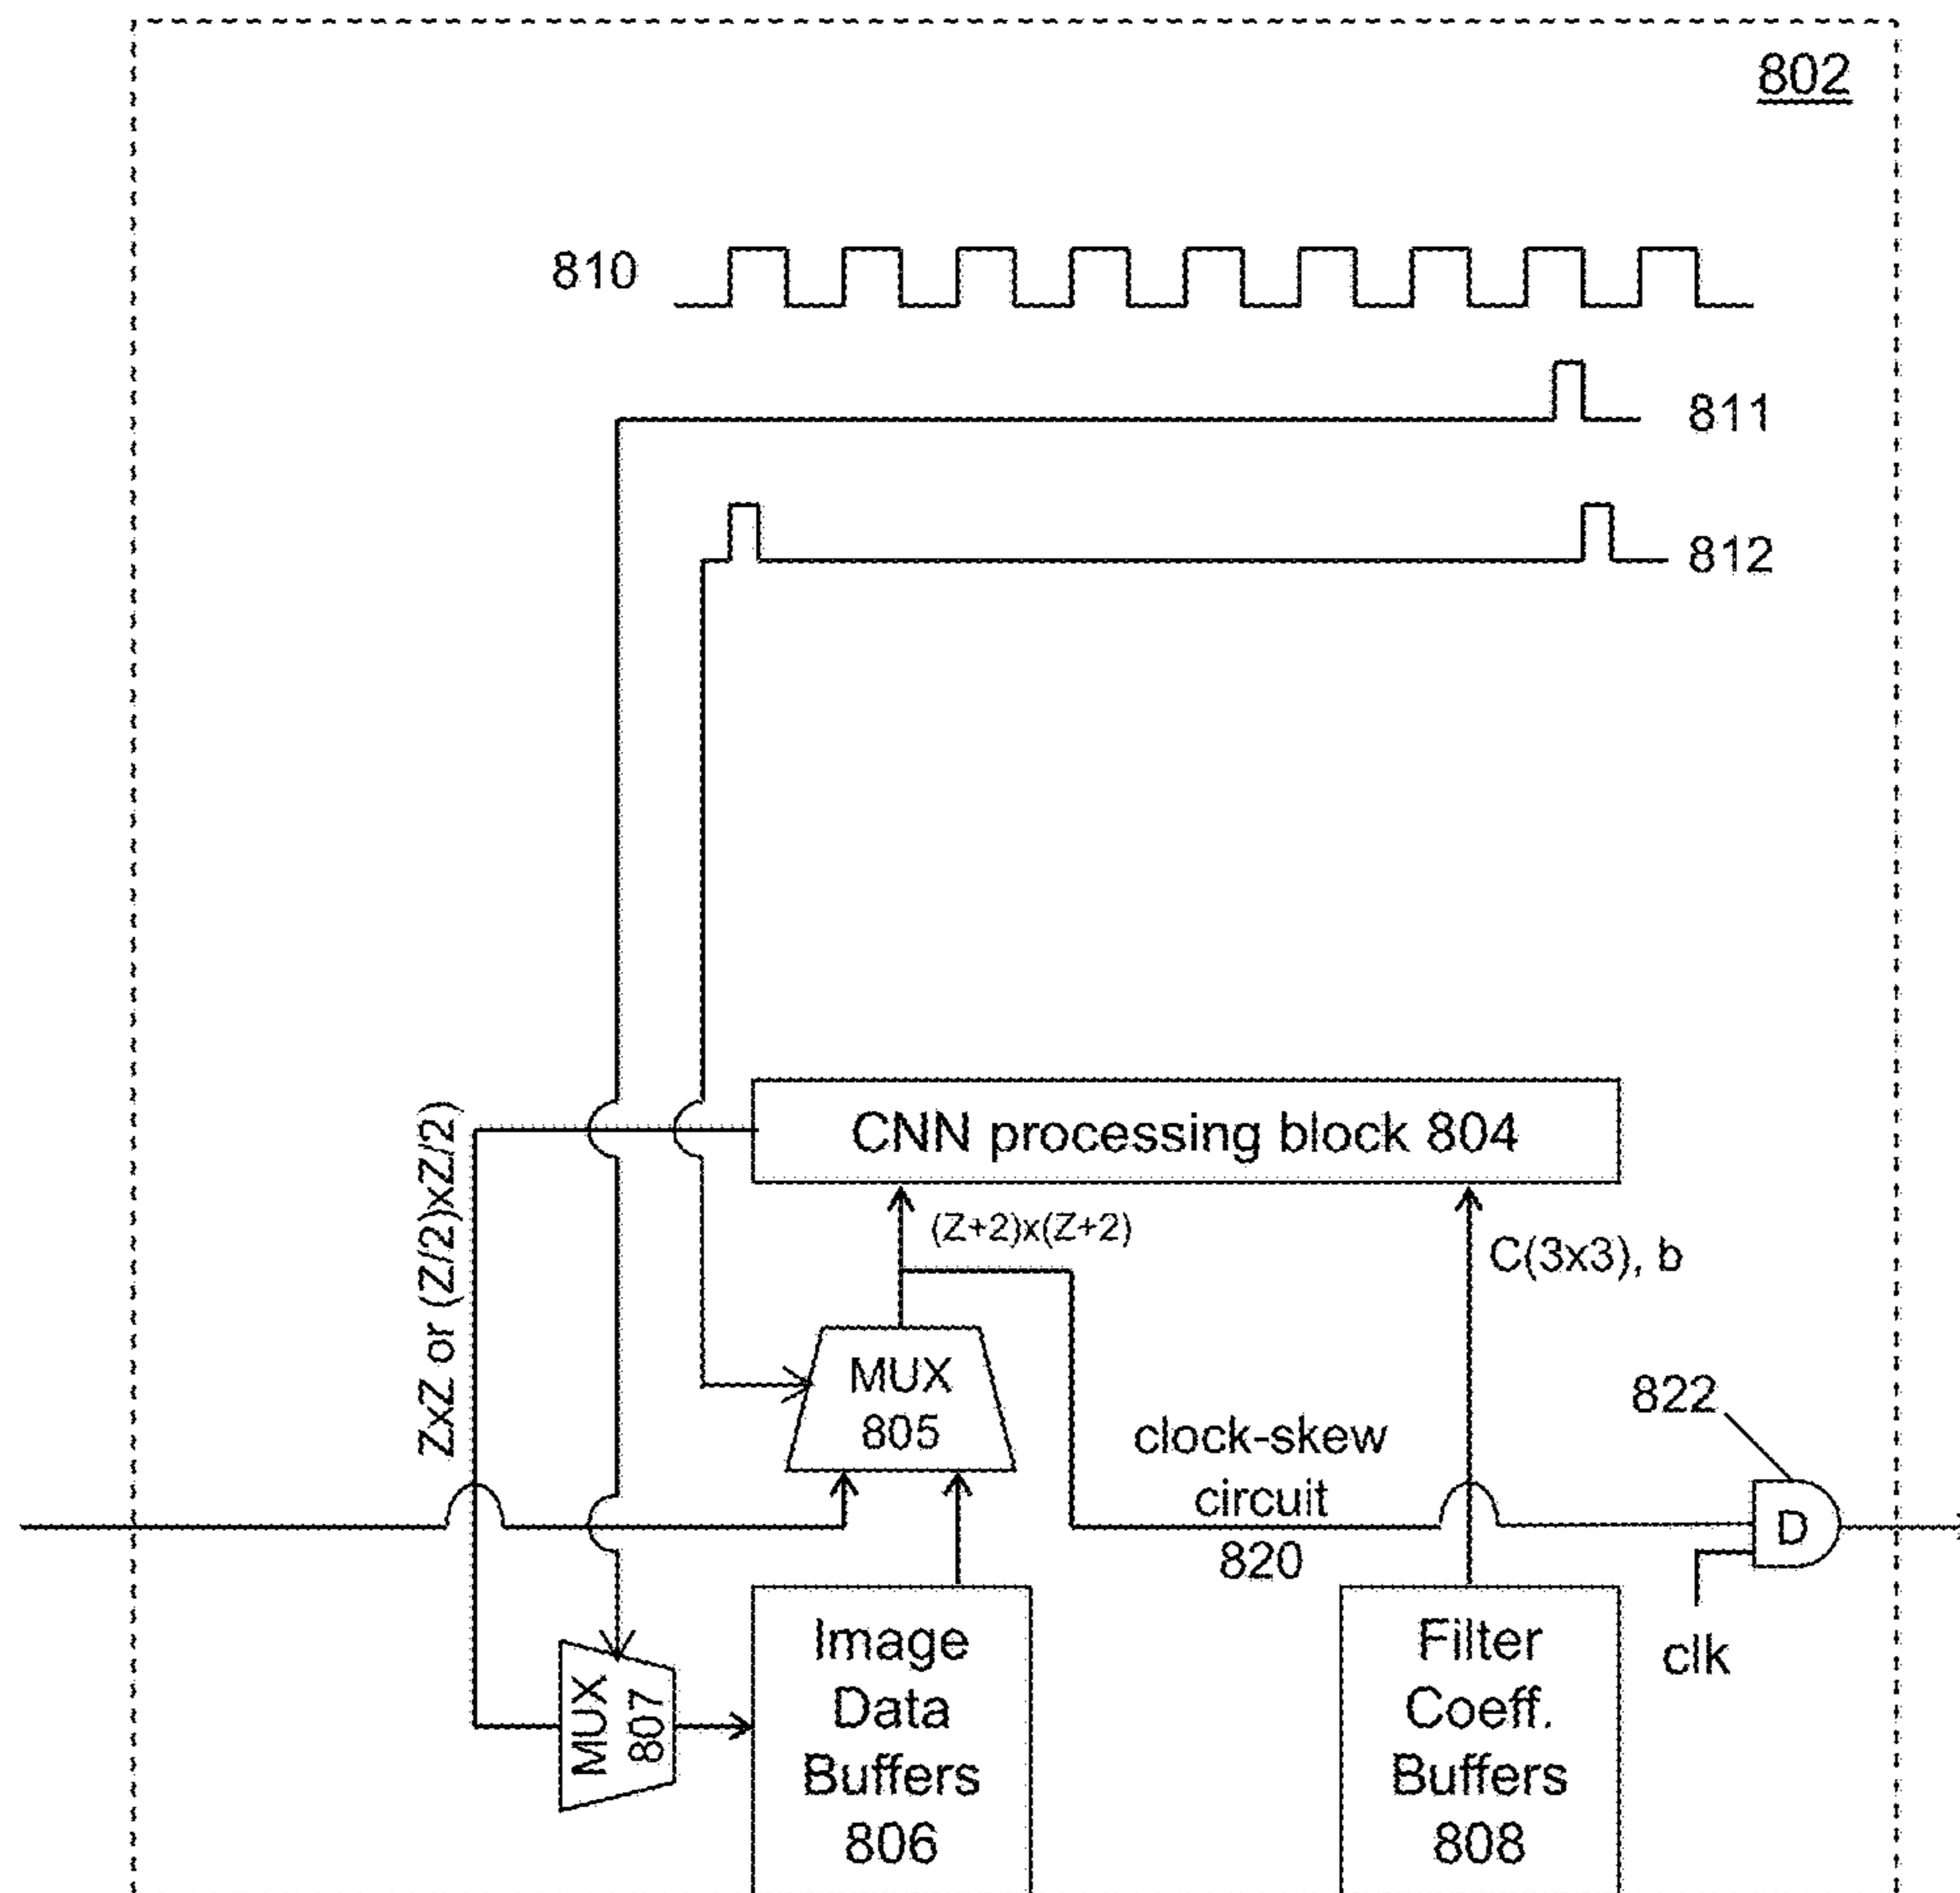 802
810
811
812
CNN processing block 804
ZxZ or (Z/2)xZ/2)
(Z+2)x(Z+2)
C(3x3), b
MUX
805
822
clock-skew
circuit
820
D
clk
MUX
807
Image
Data
Buffers
806
Filter
Coeff.
Buffers
808